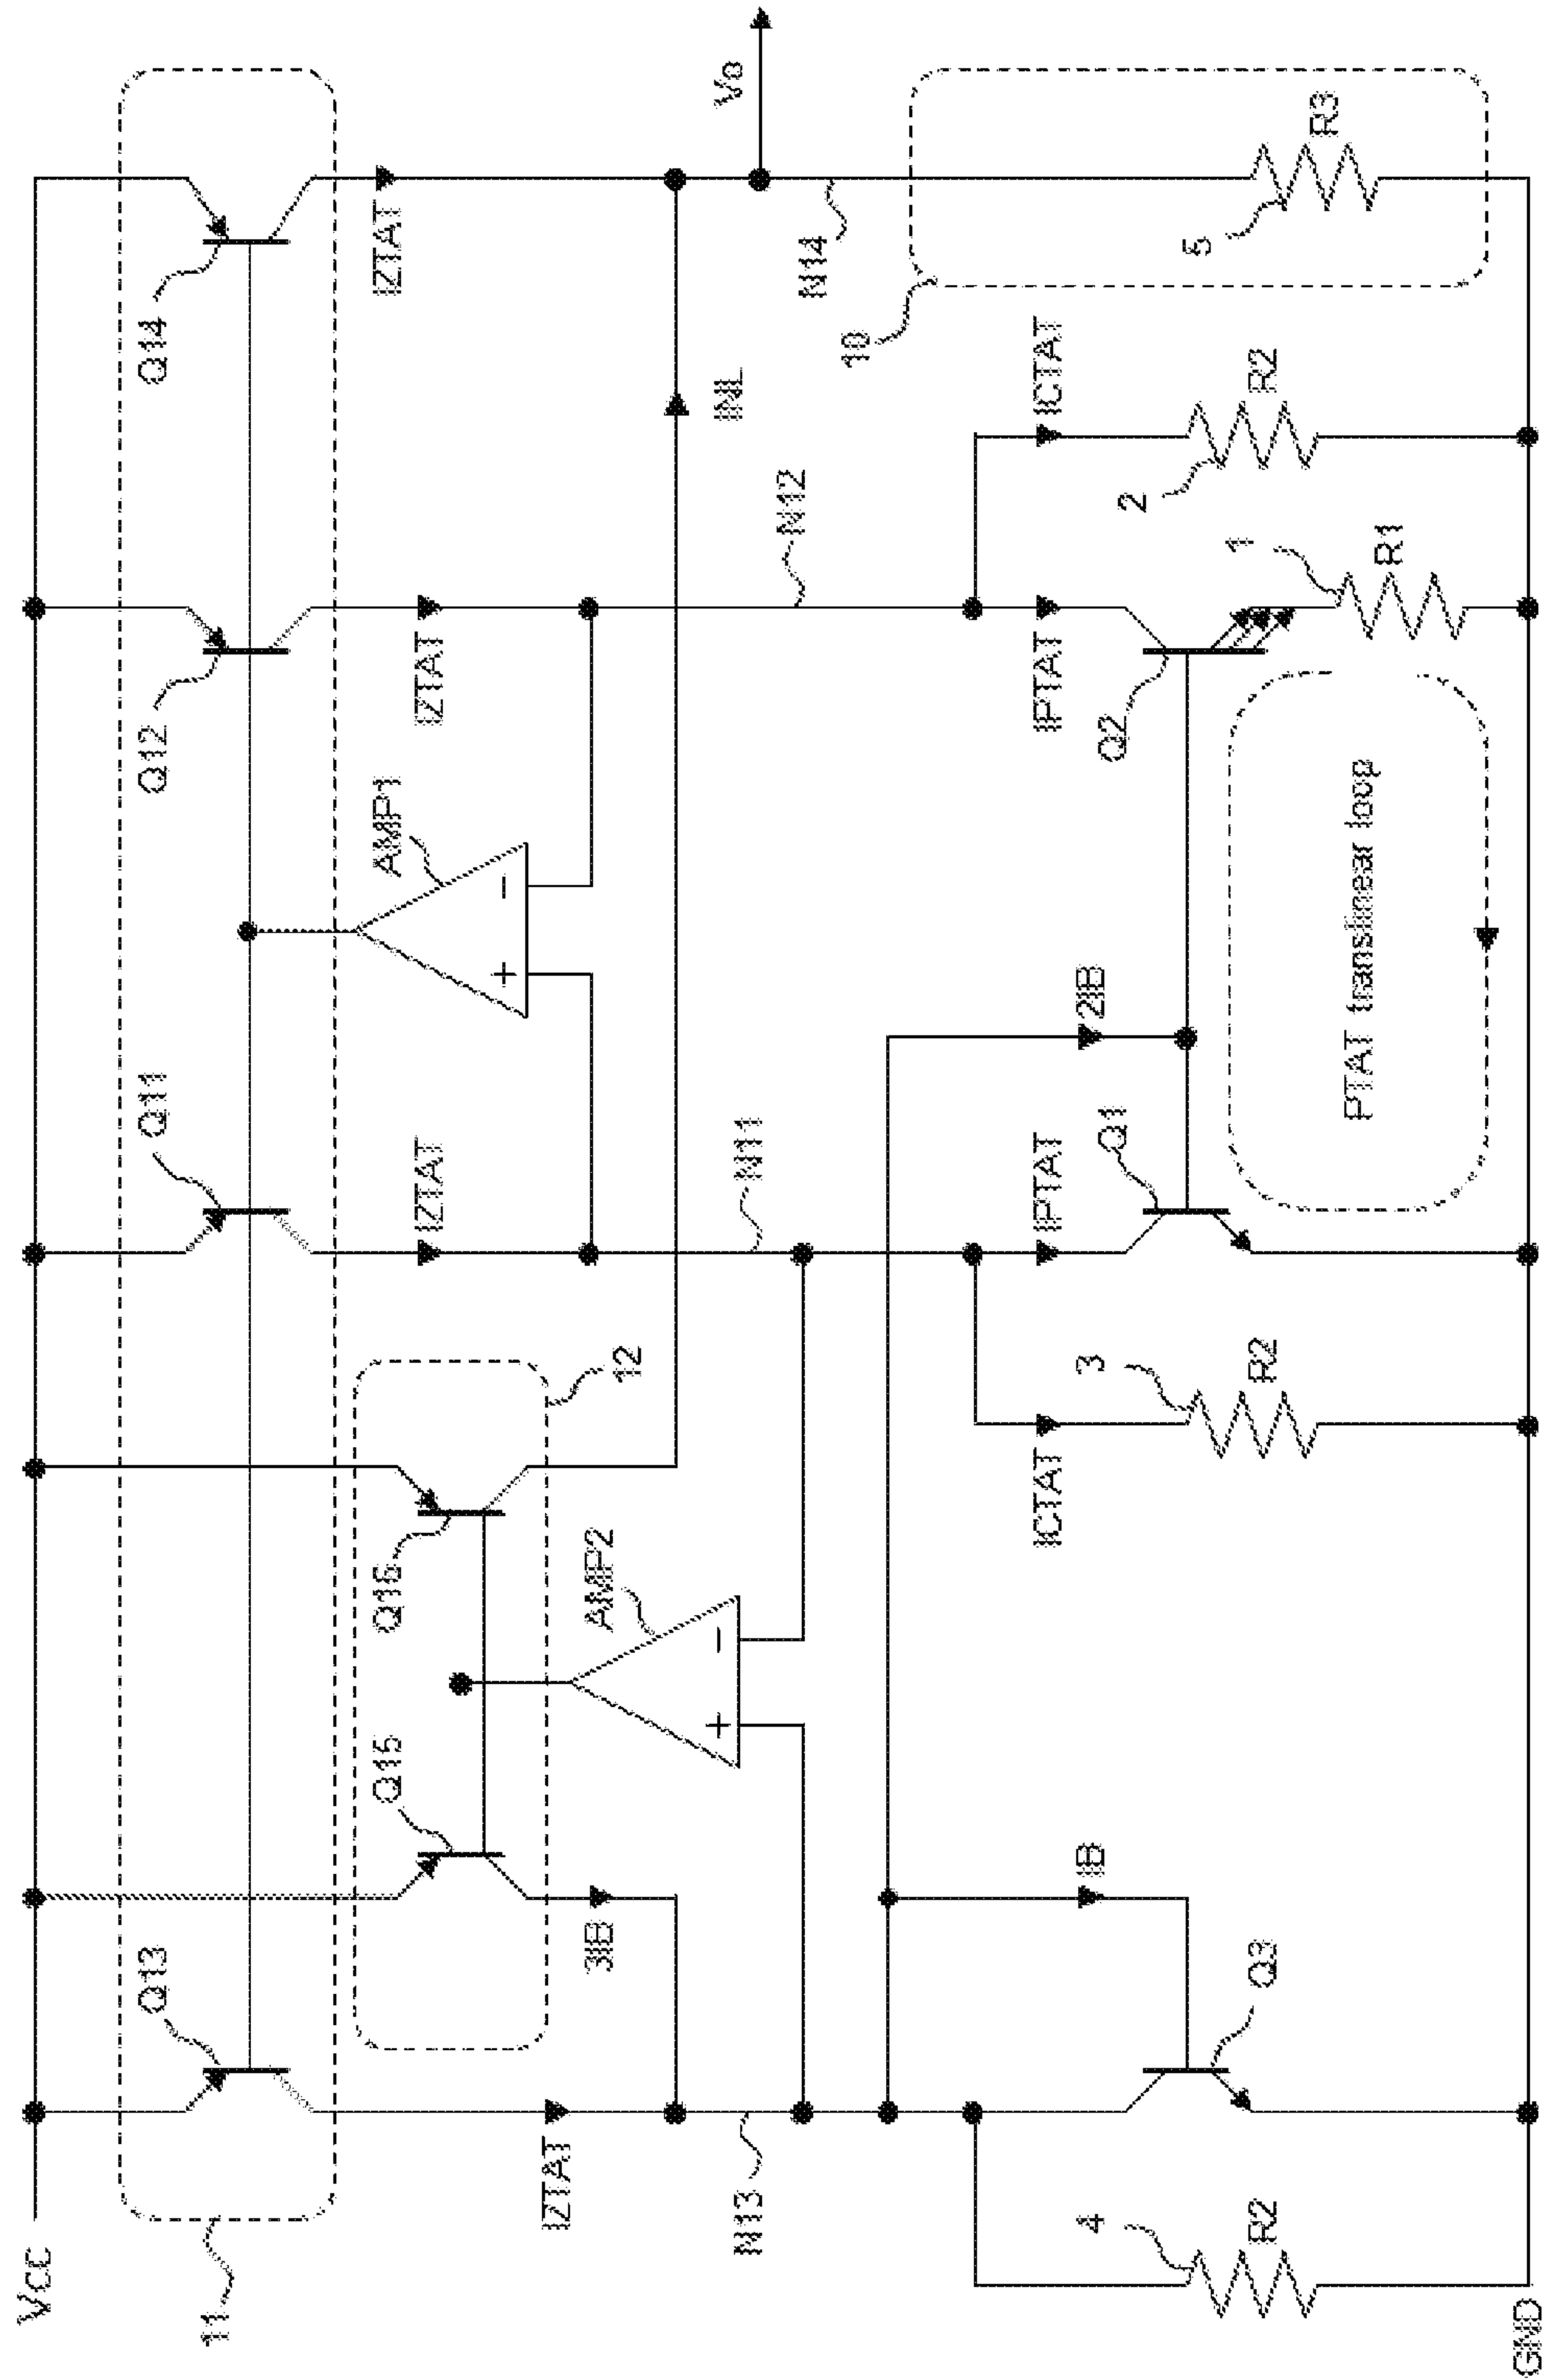 VCC
11
Q13
Q11
Q12
Q14
Q15
Q16
12
AMP1
+
-
3IB
IZTAT
IZTAT
IZTAT
IZTAT
AMP2
+
-
INL
Vo
N13
N11
N12
N14
10
IB
2IB
ICTAT
IPTAT
IPTAT
ICTAT
4
R2
Q3
3
R2
Q1
Q2
1
R1
2
R2
5
R3
PTAT translinear loop
GND